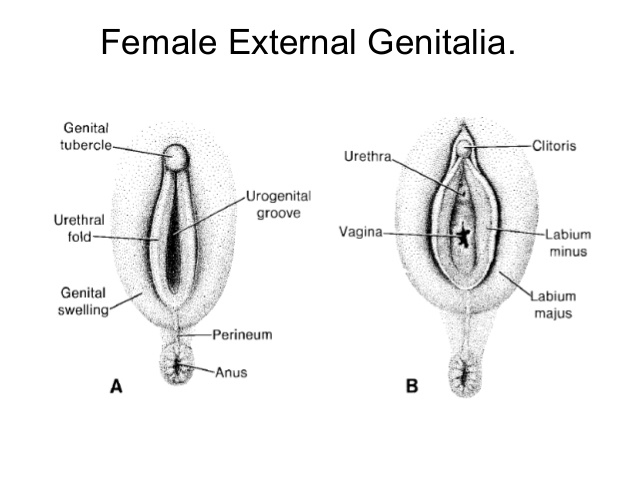 Female External Genitalia.
Genital
tubercle
Urogenital
groove
Urethral
fold
Genital
swelling
Perineum
Anus
A
Urethra
Clitoris
Vagina
Labium
minus
Labium
majus
B